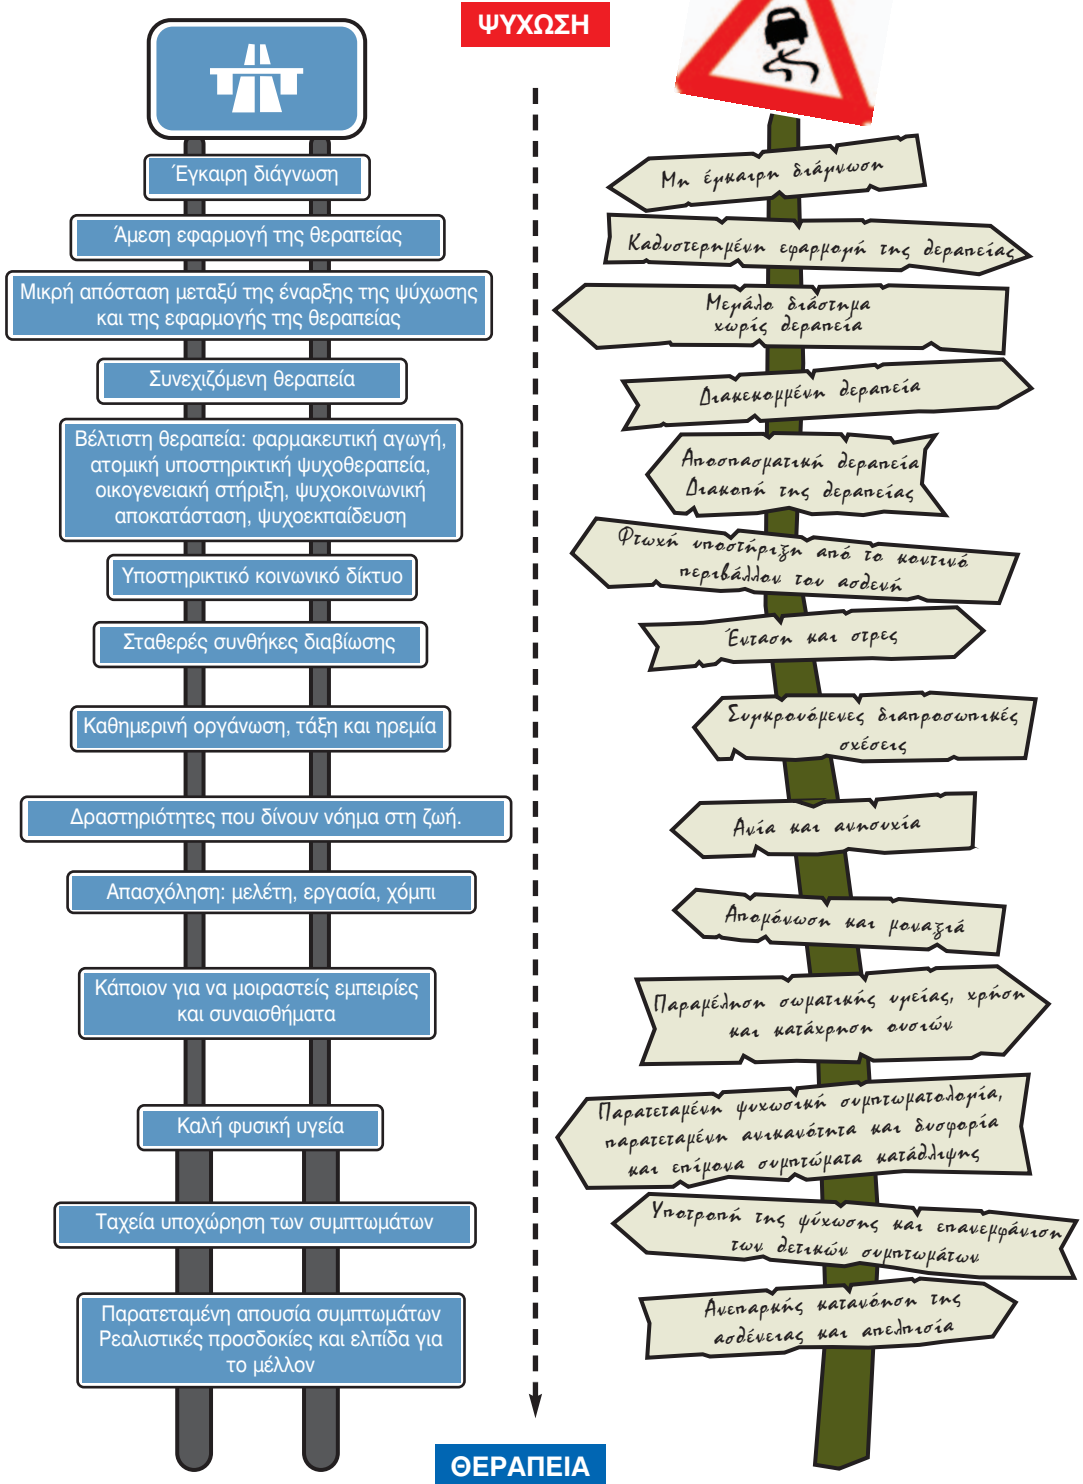 ΨΥΧΩΣΗ
Έγκαιρη διάγνωση
Άμεση εφαρμογή της θεραπείας
Μικρή απόσταση μεταξύ της έναρξης της ψύχωσης
και της εφαρμογής της θεραπείας
Συνεχιζόμενη θεραπεία
Βέλτιστη θεραπεία: φαρμακευτική αγωγή,
ατομική υποστηρικτική ψυχοθεραπεία,
οικογενειακή στήριξη, ψυχοκοινωνική
αποκατάσταση, ψυχοεκπαίδευση
Υποστηρικτικό κοινωνικό δίκτυο
Σταθερές συνθήκες διαβίωσης
Καθημερινή οργάνωση, τάξη και ηρεμία
Δραστηριότητες που δίνουν νόημα στη ζωή.
Απασχόληση: μελέτη, εργασία, χόμπι
Κάποιον για να μοιραστείς εμπειρίες
και συναισθήματα
Καλή φυσική υγεία
Ταχεία υποχώρηση των συμπτωμάτων
Παρατεταμένη απουσία συμπτωμάτων
Ρεαλιστικές προσδοκίες και ελπίδα για
το μέλλον
Μη έγκαιρη διάγνωση
Καθυστερημένη εφαρμογή της θεραπείας
Μεγάλο διάστημα
χωρίς θεραπεία
Διακεκομμένη θεραπεία
Αποσπασματική θεραπεία
Διακοπή της θεραπείας
Φτωχή υποστήριξη από το κοντινό
περιβάλλον του ασθενή
Ένταση και στρες
Συγκρουόμενες διαπροσωπικές
σχέσεις
Ανία και ανησυχία
Απομόνωση και μοναξιά
Παραμέληση σωματικής υγείας, χρήση
και κατάχρηση ουσιών
Παρατεταμένη ψυχωσική συμπτωματολογία,
παρατεταμένη ανικανότητα και δυσφορία
και επίμονα συμπτώματα κατάθλιψης
Υποτροπή της ψύχωσης και επανεμφάνιση
των θετικών συμπτωμάτων
Ανεπαρκής κατανόηση της
ασθένειας και απελπισία
ΘΕΡΑΠΕΙΑ